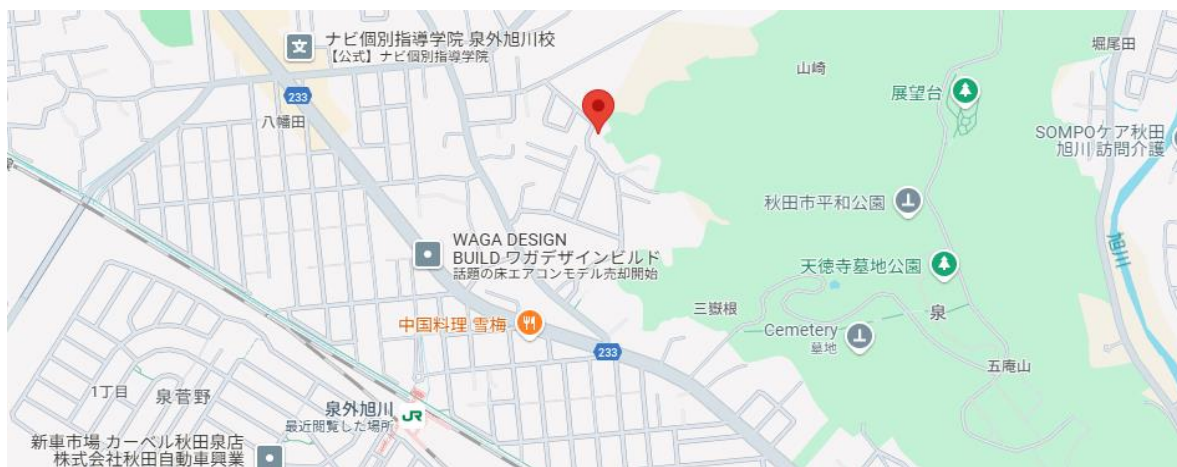 ナビ個別指導学院 泉外旭川校
【公式】ナビ個別指導学院
233
八幡田
山崎
堀尾田
展望台
SOMPOケア秋田
旭川 訪問介護
秋田市平和公園
旭川
WAGA DESIGN
BUILD ワガデザインビルド
話題の床エアコンモデル売却開始
天徳寺墓地公園
三嶽根
泉
中国料理 雪梅
Cemetery
墓地
233
五庵山
1丁目
泉菅野
泉外旭川
最近閲覧した場所
JR
新車市場 カーベル秋田泉店
株式会社秋田自動車興業